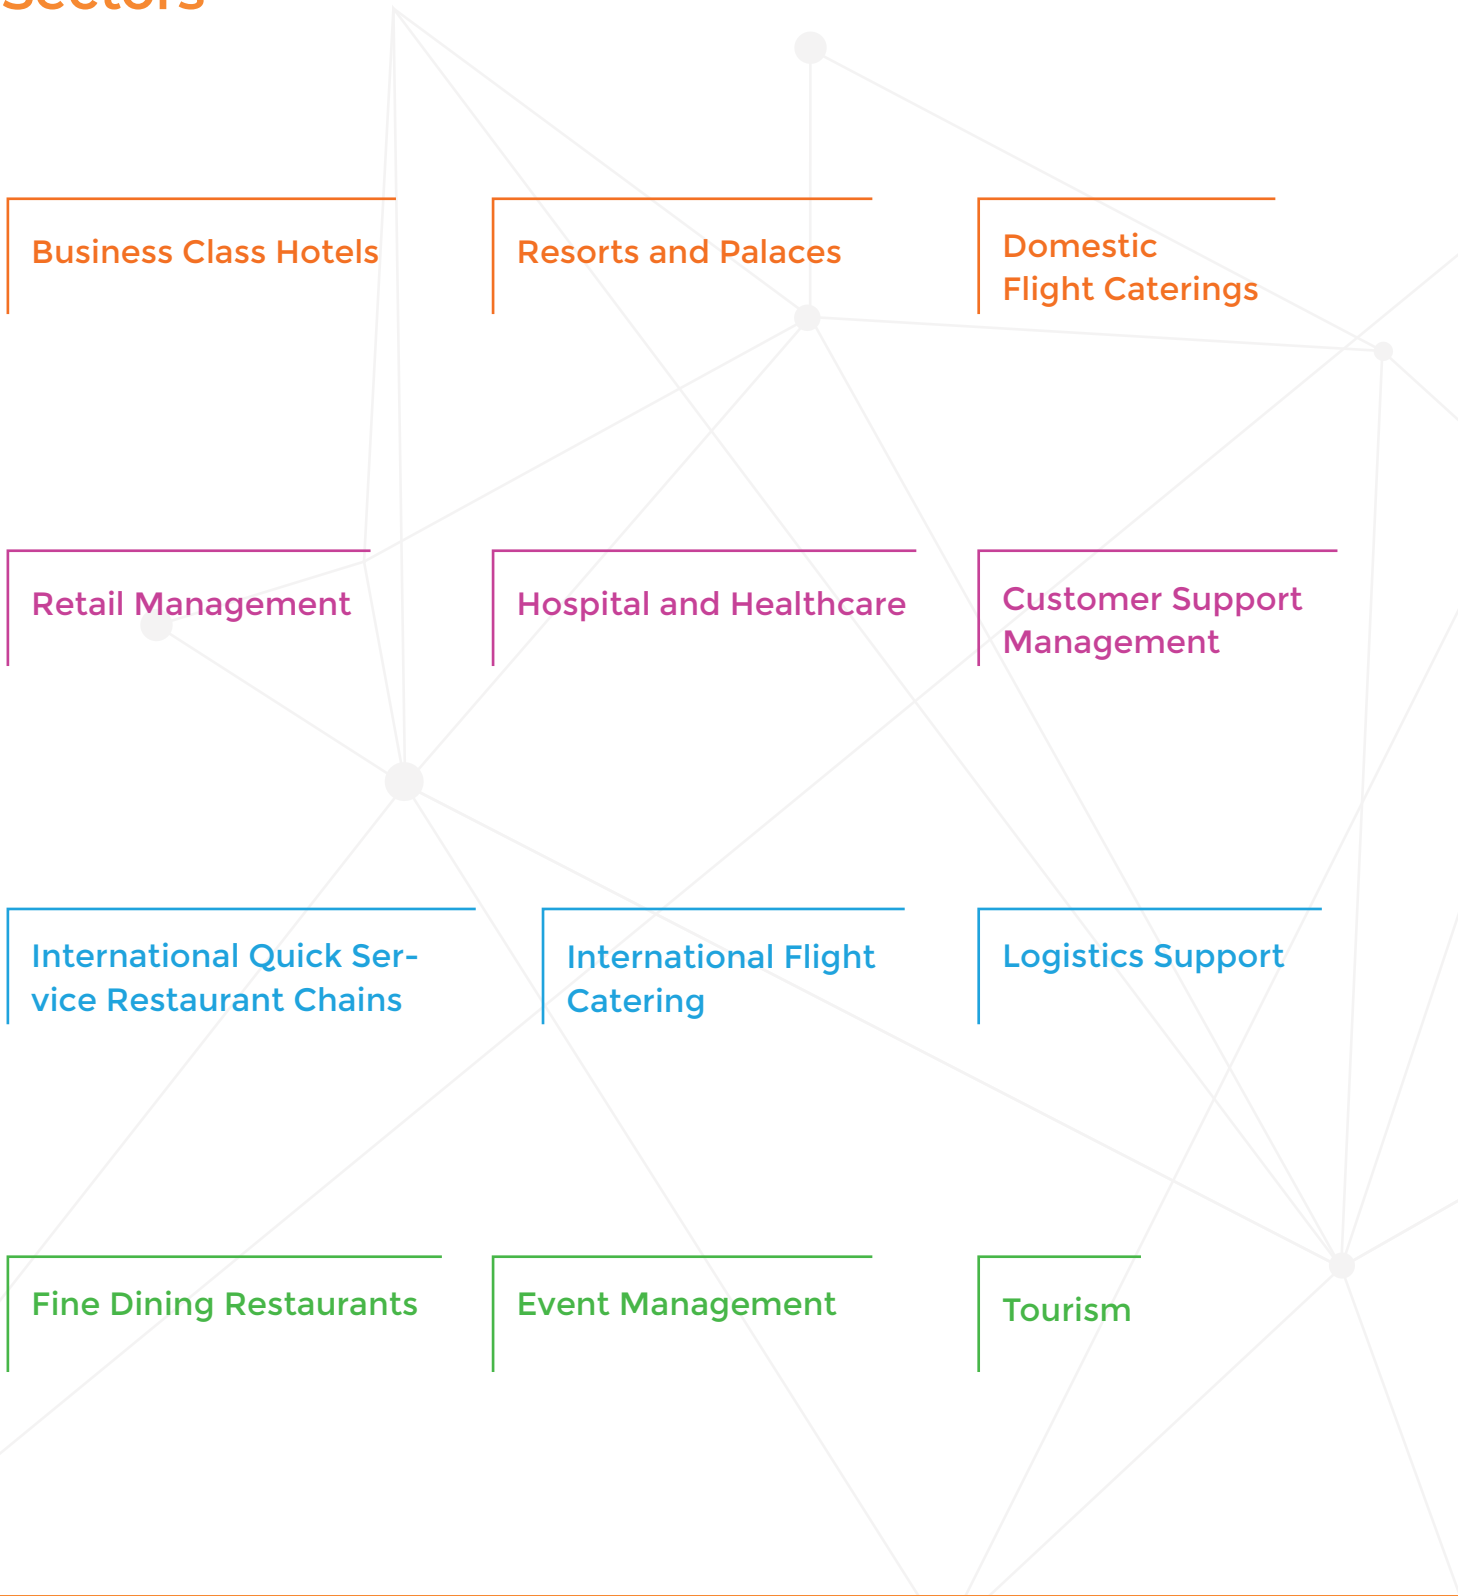 Sectors
Business Class Hotels
Resorts and Palaces
Domestic
Flight Caterings
Retail Management
Hospital and Healthcare
Customer Support
Management
International Quick Ser-
vice Restaurant Chains
International Flight
Catering
Logistics Support
Fine Dining Restaurants
Event Management
Tourism